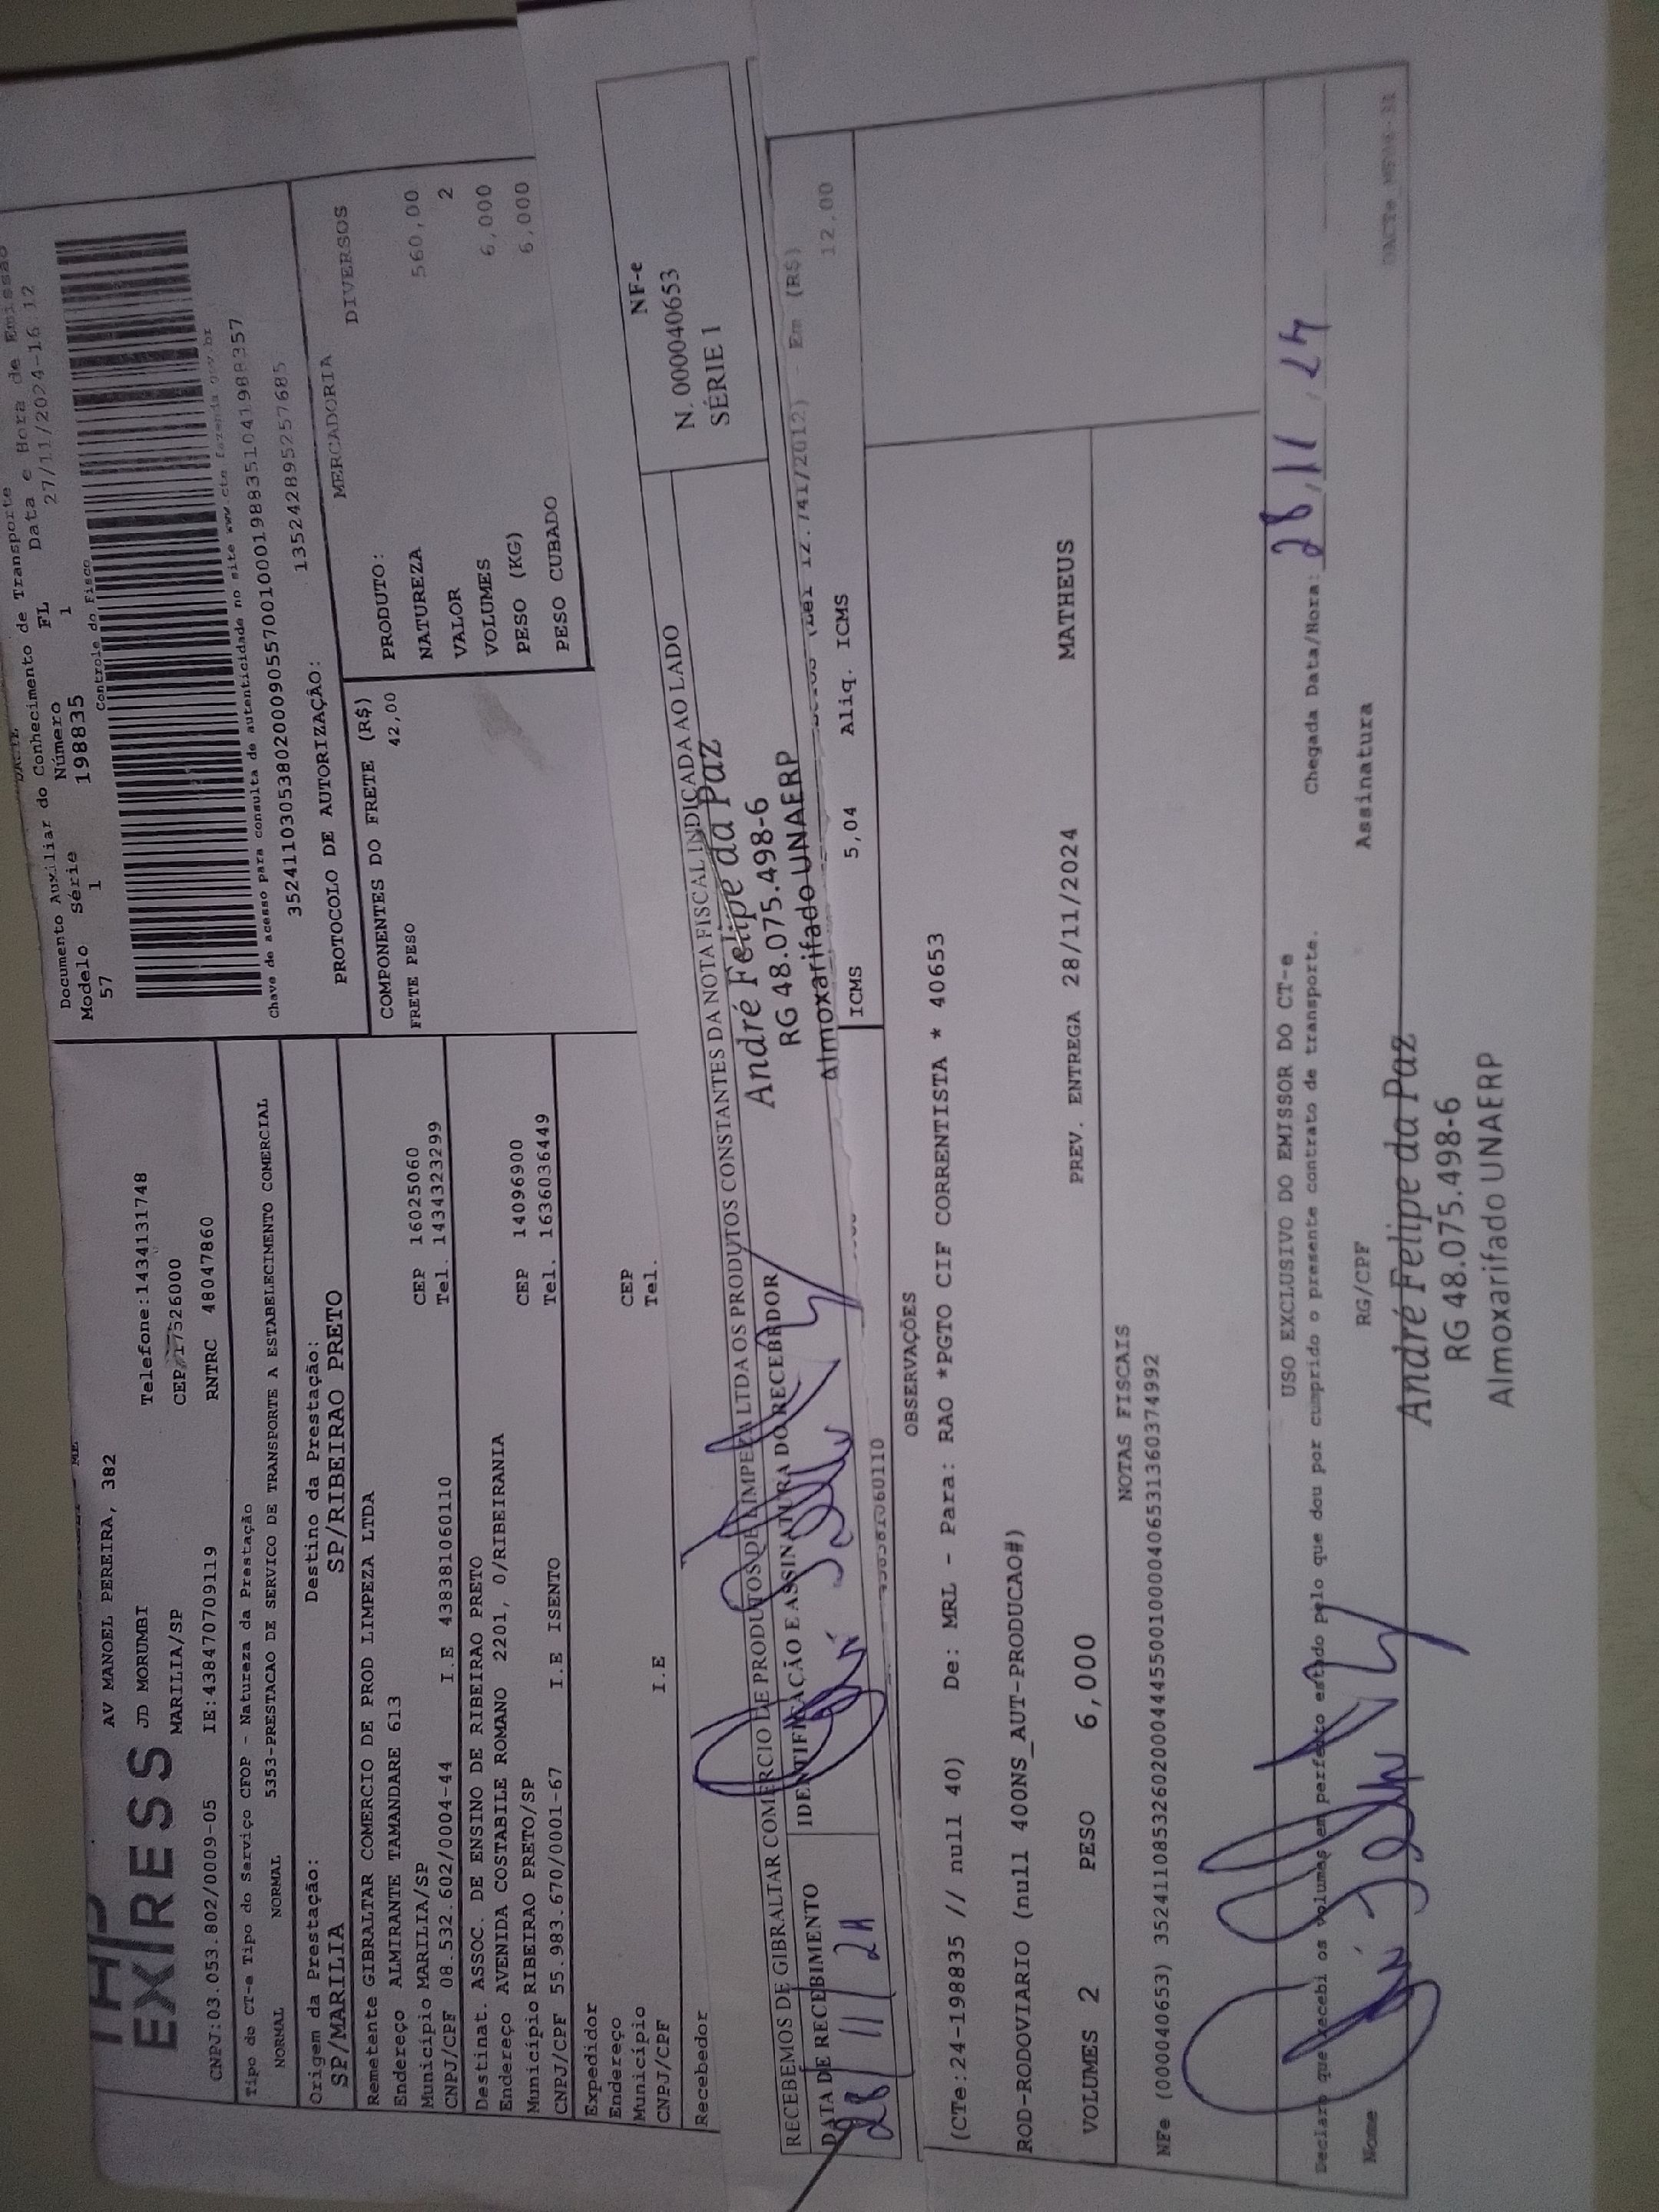 Documento Auxiliar do Conhecimento de Transporte
Modelo Série Número FL Data e Hora de Emissão
57 1 198835 1 27/11/2024-16:12
Controle do Fisco
EXPRESS
AV MANOEL PEREIRA, 382
JD MORUMBI Telefone:1434131748
MARILIA/SP CEP 17526000
CNPJ:03.053.802/0009-05 IE:438470709119 RNTRC 48047860
Chave de acesso para consulta de autenticidade no site www.cte.fazenda.gov.br
PROTOCOLO DE AUTORIZAÇÃO: 135242895257685
Tipo do CT-e Tipo do Serviço CFOP - Natureza da Prestação
NORMAL NORMAL 5353-PRESTACAO DE SERVICO DE TRANSPORTE A ESTABELECIMENTO COMERCIAL
Origem da Prestação: Destino da Prestação:
SP/MARILIA SP/RIBEIRAO PRETO
Remetente GIBRALTAR COMERCIO DE PROD LIMPEZA LTDA
Endereço ALMIRANTE TAMANDARE 613
Município MARILIA/SP CEP 16025060
CNPJ/CPF 08.532.602/0004-44 I.E 438381060110 Tel. 1434323299
Destinat. ASSOC. DE ENSINO DE RIBEIRAO PRETO
Endereço AVENIDA COSTABILE ROMANO 2201, 0/RIBEIRANIA
Município RIBEIRAO PRETO/SP CEP 14096900
CNPJ/CPF 55.983.670/0001-67 I.E ISENTO Tel. 1636036449
Expedidor
Endereço
Município CEP
CNPJ/CPF I.E Tel.
Recebedor
COMPONENTES DO FRETE (R$)
FRETE PESO 42,00
MERCADORIA
PRODUTO: DIVERSOS
NATUREZA
VALOR 560,00
VOLUMES 2
PESO (KG) 6,000
PESO CUBADO 6,000
RECEBEMOS DE GIBRALTAR COMERCIO DE PRODUTOS DE LIMPEZA LTDA OS PRODUTOS CONSTANTES DA NOTA FISCAL INDICADA AO LADO
DATA DE RECEBIMENTO IDENTIFICAÇÃO E ASSINATURA DO RECEBEDOR
28/11/24
André Felipe da Paz
RG 48.075.498-6
Almoxarifado UNAERP
NF-e
N. 000040653
SÉRIE 1
12.741/2012) - Em (R$)
ICMS 5,04 Aliq. ICMS 12,00
OBSERVAÇÕES
(CTe:24-198835 // null 40) De: MRL - Para: RAO *PGTO CIF CORRENTISTA * 40653
ROD-RODOVIARIO (null 400NS_AUT-PRODUCAO#)
VOLUMES 2 PESO 6,000 PREV. ENTREGA 28/11/2024 MATHEUS
NOTAS FISCAIS
NFe (000040653) 35241108532602000444550010000406531360374992
USO EXCLUSIVO DO EMISSOR DO CT-e
Declaro que recebi os volumes em perfeito estado pelo que dou por cumprido o presente contrato de transporte.
Chegada Data/Hora: 28/11/24
Nome RG/CPF Assinatura
André Felipe da Paz
RG 48.075.498-6
Almoxarifado UNAERP